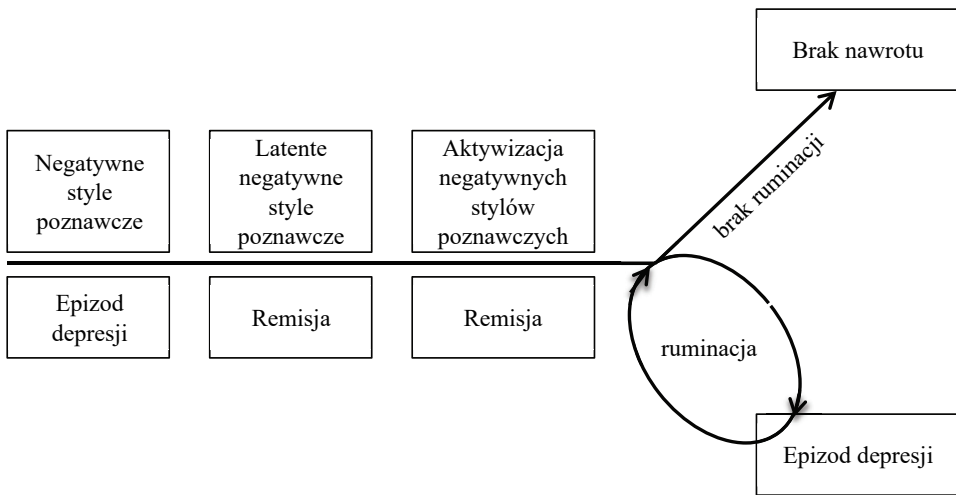 Brak nawrotu
Negatywne
style
poznawcze
Latente
negatywne
style
poznawcze
Aktywizacja
negatywnych
stylów
poznawczych
brak ruminacji
Epizod
depresji
Remisja
Remisja
ruminacja
Epizod depresji